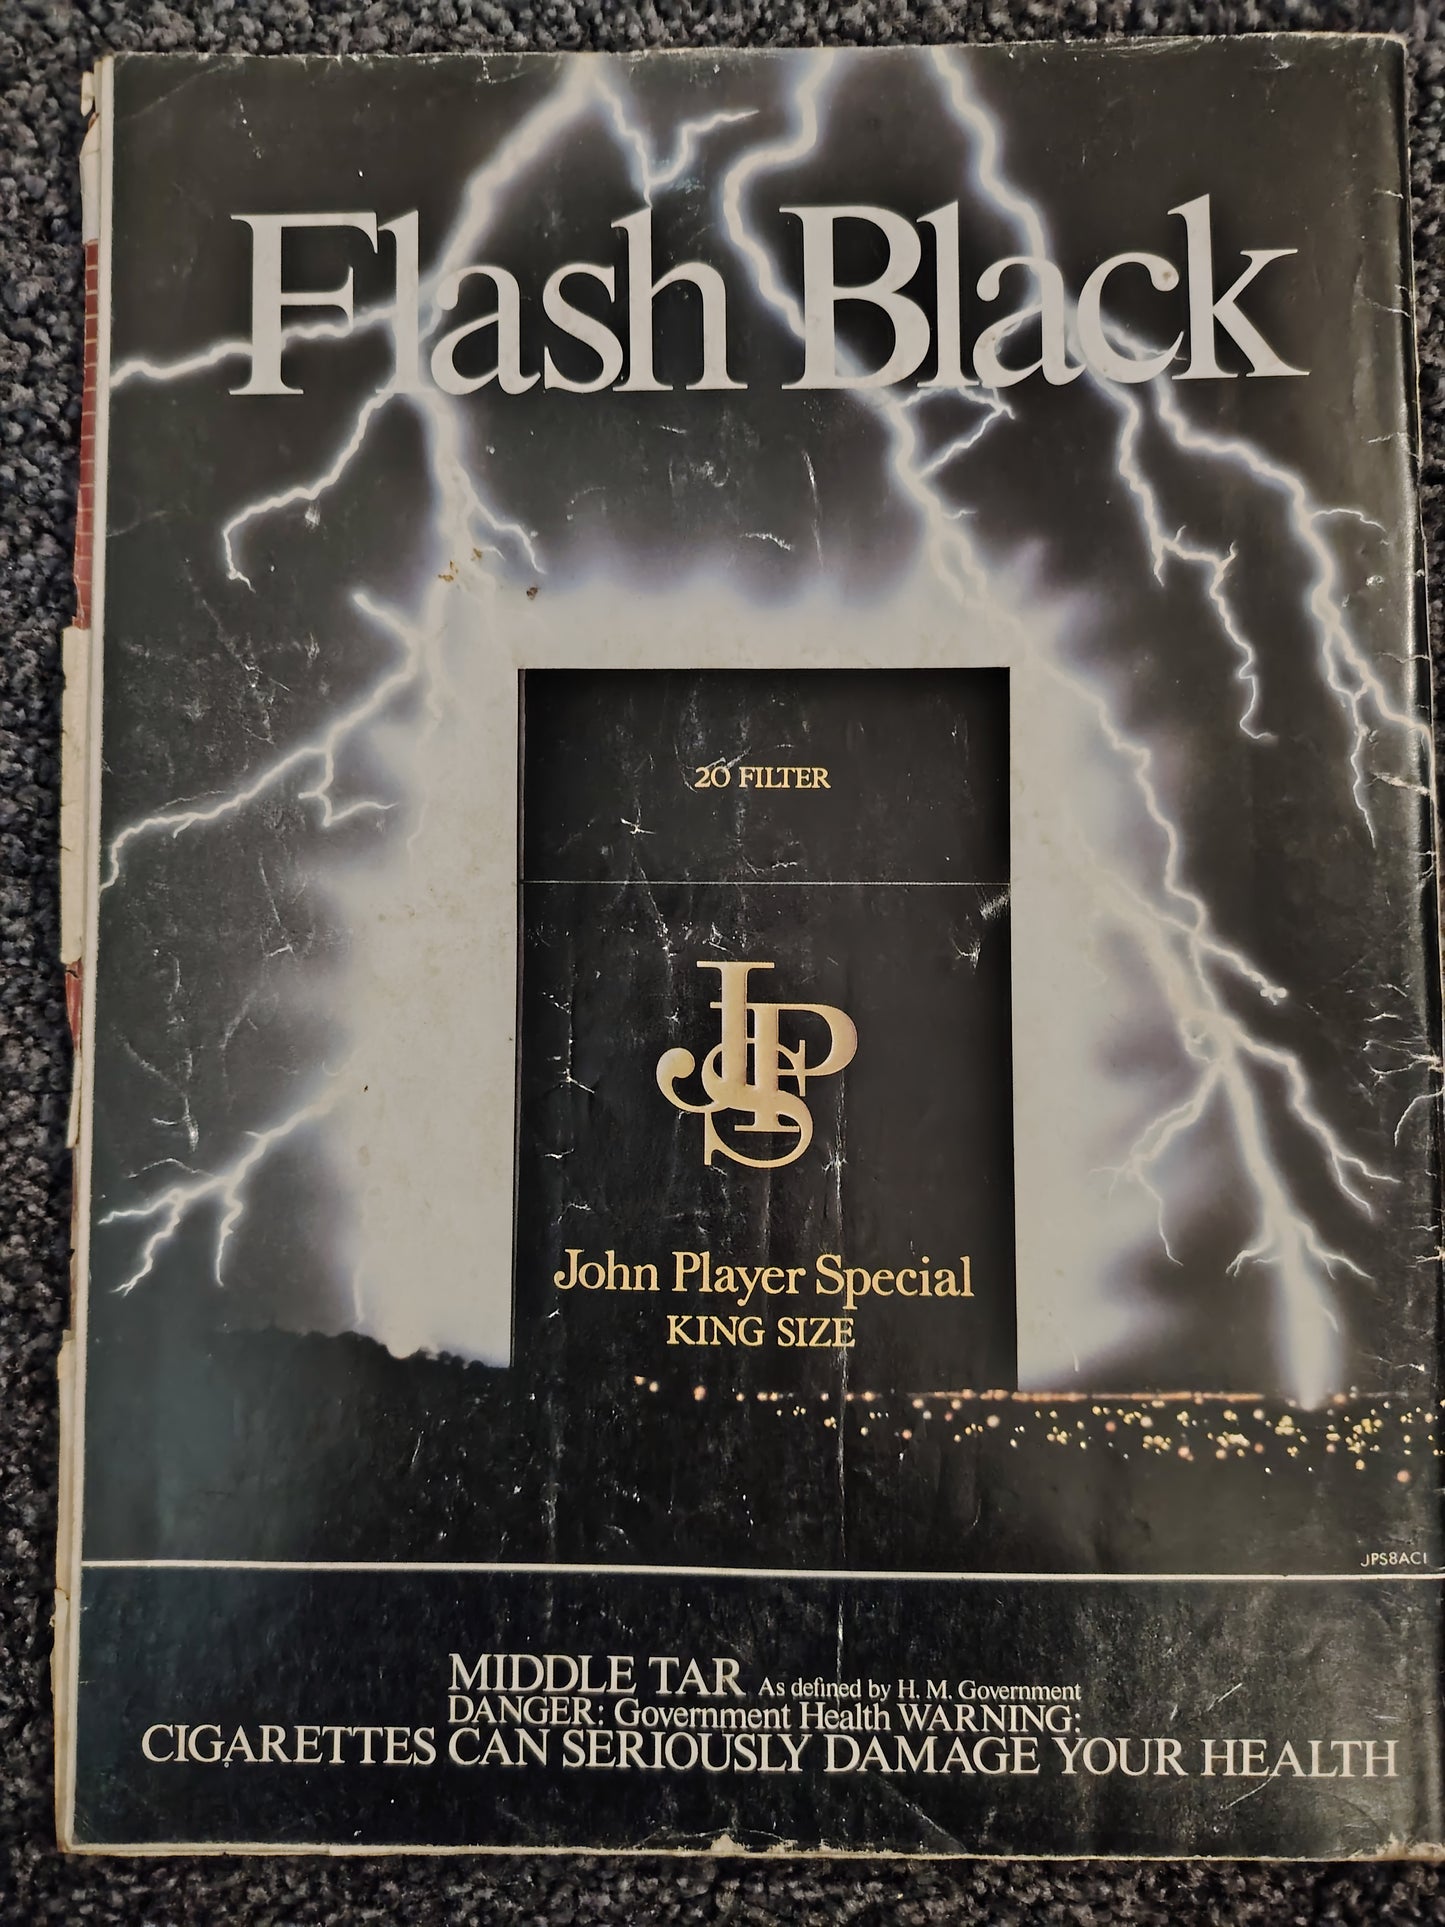 Flash Black
20 FILTER
JPS
John Player Special
KING SIZE
JPS8AC1
MIDDLE TAR As defined by H. M. Government
DANGER: Government Health WARNING:
CIGARETTES CAN SERIOUSLY DAMAGE YOUR HEALTH